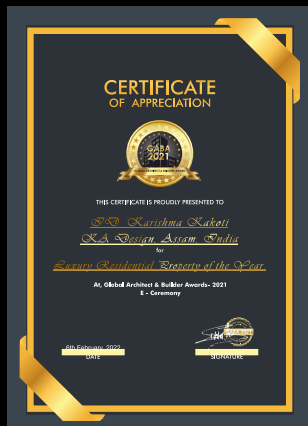 CERTIFICATE
OF APPRECIATION
GABA
2021
THIS CERTIFICATE IS PROUDLY PRESENTED TO
ID. Karishma Kakoti
KA Design, Assam, India
for
Luxury Residential Property of the Year
At, Global Architect & Builder Awards- 2021
E - Ceremony
6th February, 2022
DATE
SIGNATURE